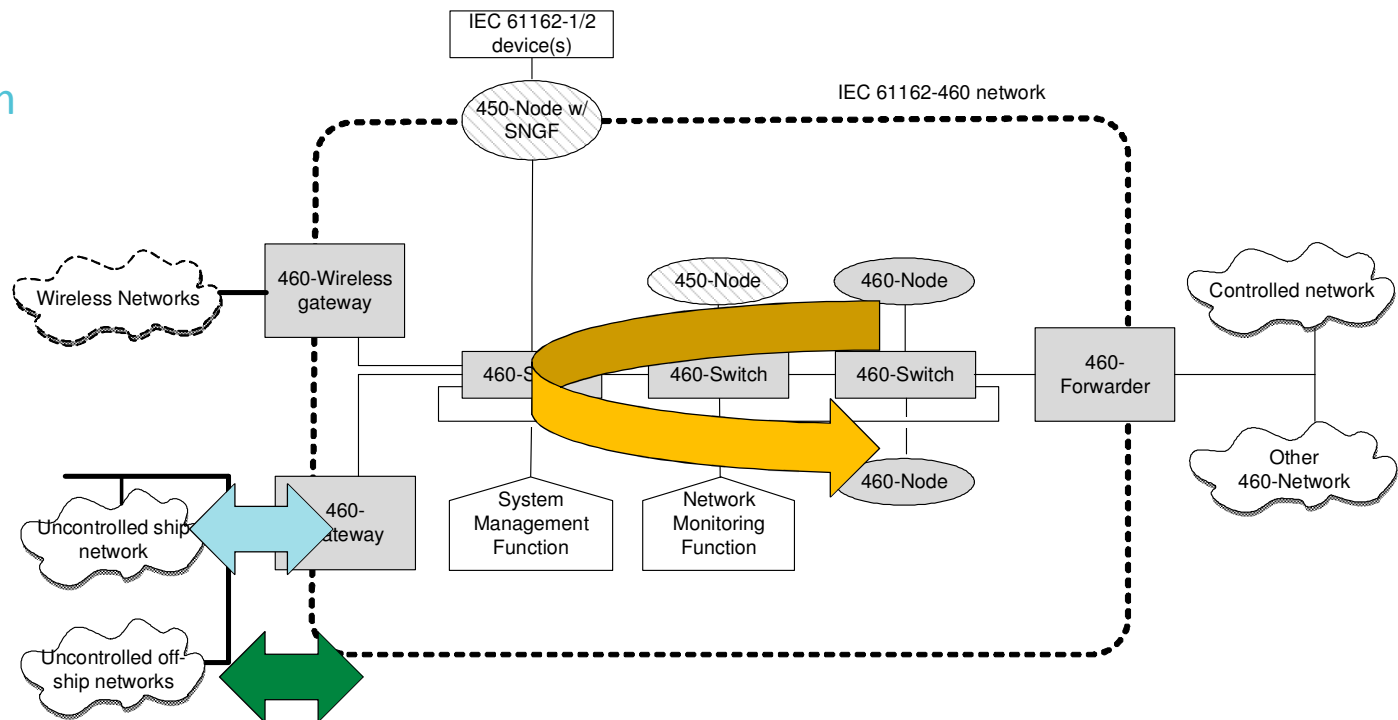 IEC 61162-1/2
device(s)
IEC 61162-460 network
450-Node w/
SNGF
460-Wireless
gateway
Wireless Networks
450-Node
460-Node
Controlled network
460-Switch
460-Switch
460-
Forwarder
Other
460-Network
460-Node
System
Management
Function
Network
Monitoring
Function
460-
Uncontrolled ship
network
Uncontrolled off-
ship networks